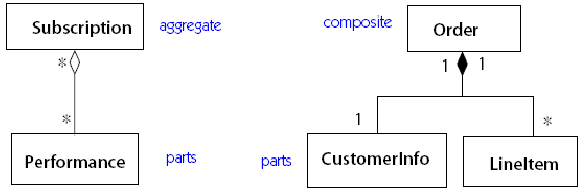 Subscription
aggregate
*
*
Performance
parts
composite
Order
1
1
1
*
parts
CustomerInfo
LineItem